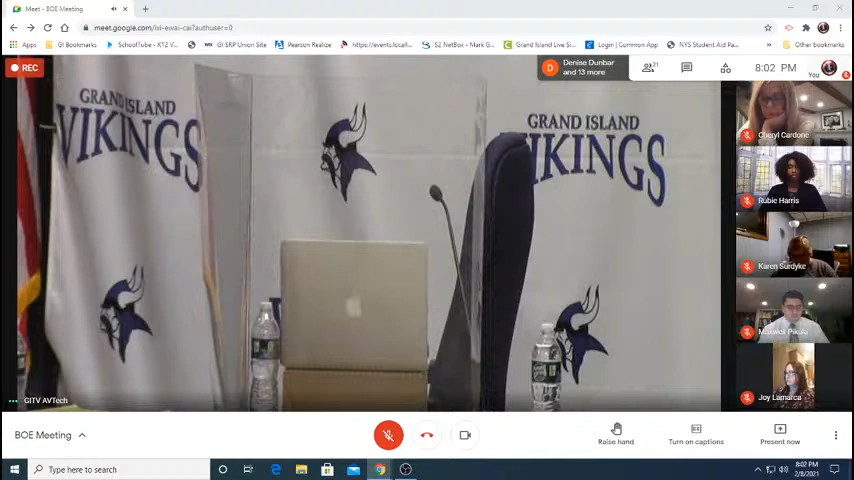 Meet - BOE Meeting
meet.google.com/ixi-ewai-cai?authuser=0
Apps GI Bookmarks SchoolTube - K12 V... GI SRP Union Site Pearson Realize https://events.locall... S2 NetBox - Mark G... Grand Island Live Si... Login | Common App NYS Student Aid Pa... Other bookmarks
REC
Denise Dunbar
and 13 more
21
8:02 PM
You
GRAND ISLAND
VIKINGS
GRAND ISLAND
VIKINGS
Cheryl Cardone
Rubie Harris
Karen Surdyke
Maxwell Pikula
Joy Lamarca
GITV AVTech
BOE Meeting
Raise hand
Turn on captions
Present now
Type here to search
8:02 PM
2/8/2021